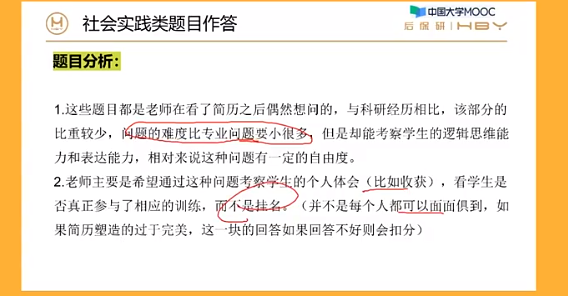 社会实践类题目作答
中国大学MOOC
后保研 HBY
题目分析：
1.这些题目都是老师在看了简历之后偶然想问的，与科研经历相比，该部分的
比重较少，问题的难度比专业问题要小很多，但是却能考察学生的逻辑思维能
力和表达能力，相对来说这种问题有一定的自由度。
2.老师主要是希望通过这种问题考察学生的个人体会（比如收获），看学生是
否真正参与了相应的训练，而不是挂名。（并不是每个人都可以面面俱到，如
果简历塑造的过于完美，这一块的回答如果回答不好则会扣分）